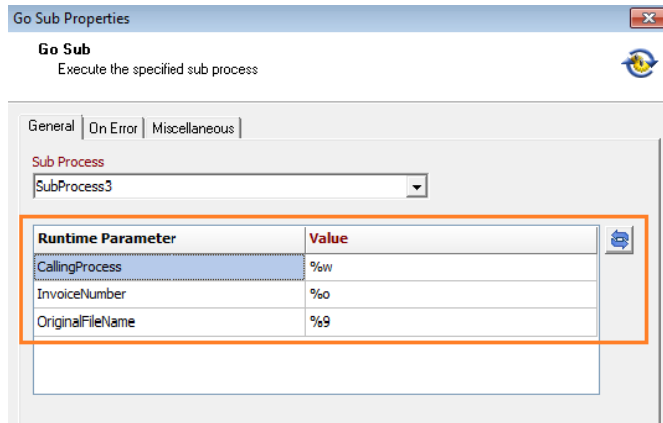 Go Sub Properties
Go Sub
Execute the specified sub process
General On Error Miscellaneous
Sub Process
SubProcess3
Runtime Parameter Value
CallingProcess %w
InvoiceNumber %o
OriginalFileName %9